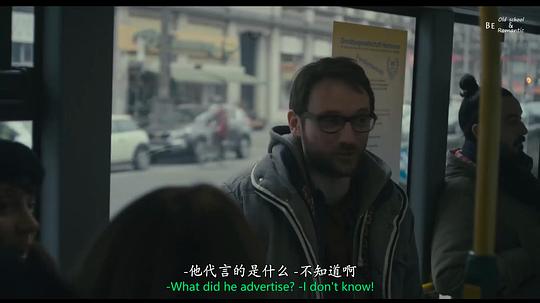 Old school
BE &
Romantic
-他代言的是什么 -不知道啊
-What did he advertise? -I don't know!